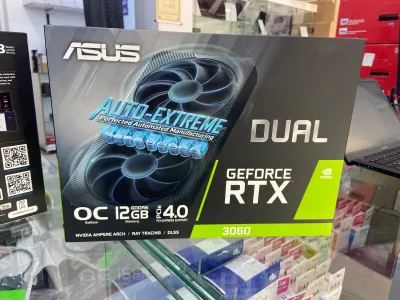 ASUS
AUTO-EXTREME
Perfected Automated Manufacturing
DUAL
GEFORCE
RTX
3060
NVIDIA
OC
Edition
12GB
GDDR6
Memory
PCIe
4.0
NVIDIA AMPERE ARCH / RAY TRACING / DLSS